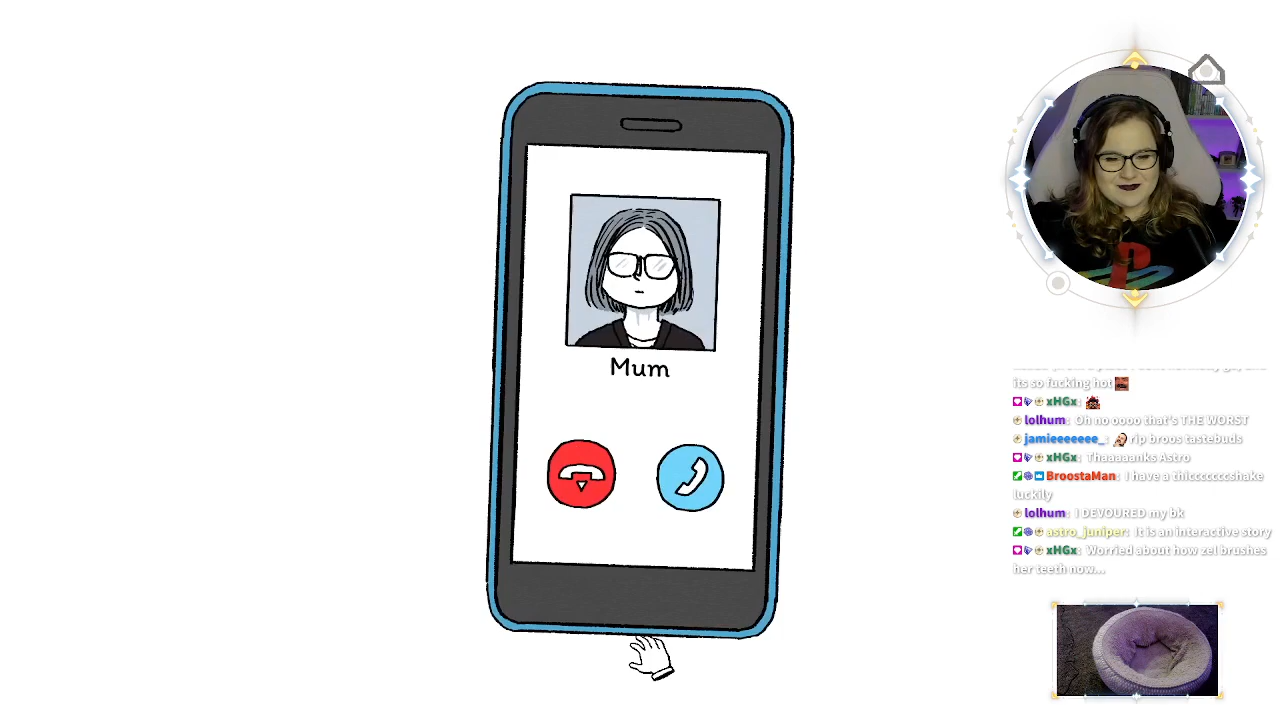 Mum
its so fucking hot
xHGx:
lolhum: Oh no oooo that's THE WORST
jamieeeeeee_: rip broos tastebuds
xHGx: Thaaaaanks Astro
BroostaMan: I have a thicccccccshake
luckily
lolhum: I DEVOURED my bk
astro_juniper: It is an interactive story
xHGx: Worried about how zel brushes
her teeth now...